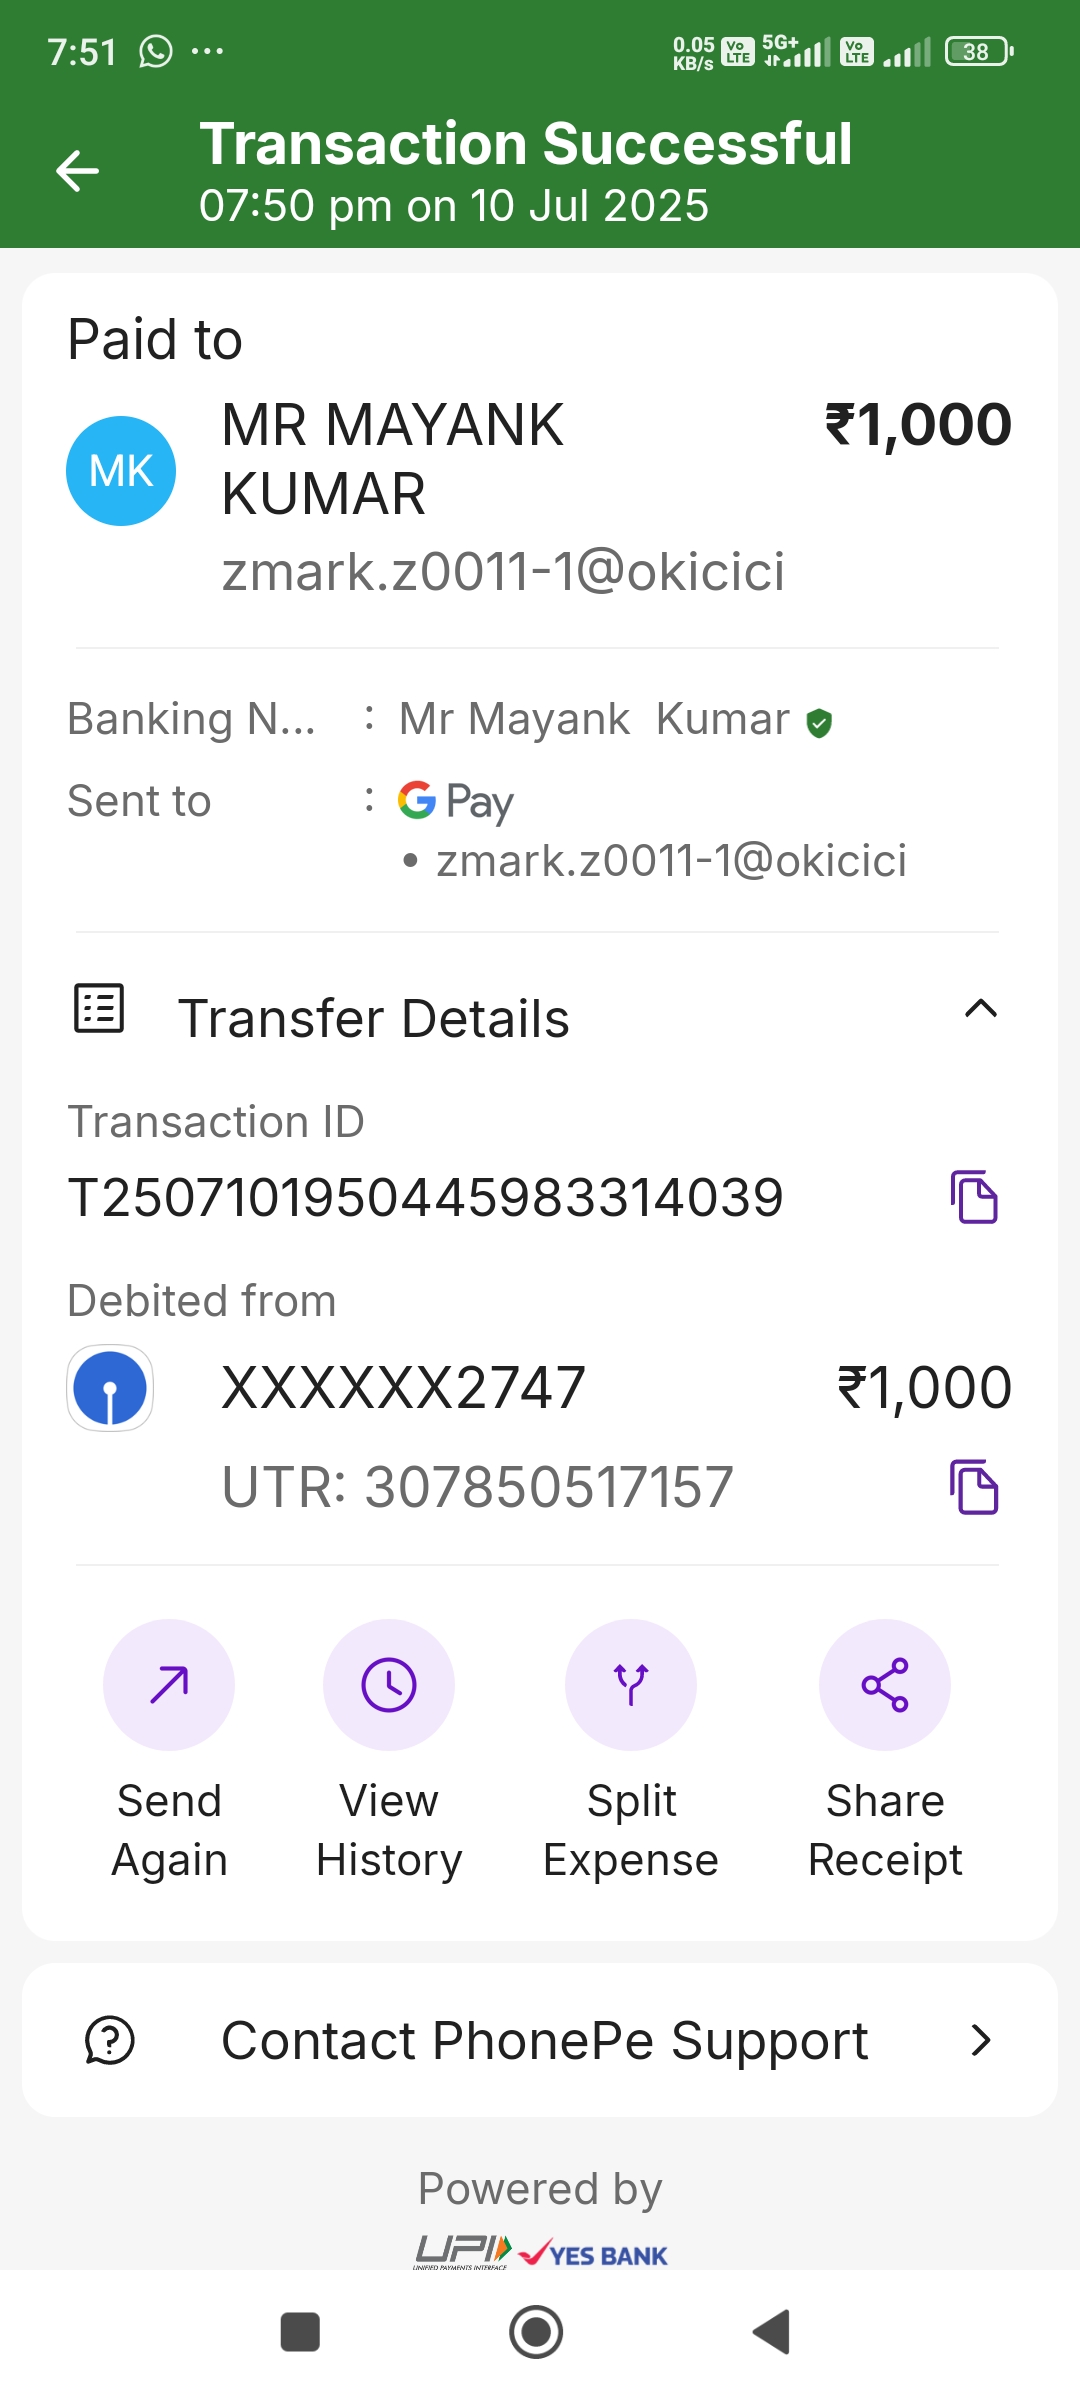 7:51 ... 0.05 KB/s Vo LTE 5G+ Vo LTE 38
Transaction Successful
07:50 pm on 10 Jul 2025
Paid to
MK MR MAYANK KUMAR ₹1,000
zmark.z0011-1@okicici
Banking N... : Mr Mayank  Kumar
Sent to : G Pay
• zmark.z0011-1@okicici
Transfer Details
Transaction ID
T2507101950445983314039
Debited from
XXXXXX2747 ₹1,000
UTR: 307850517157
Send Again
View History
Split Expense
Share Receipt
Contact PhonePe Support
Powered by
UPI YES BANK
UNIFIED PAYMENTS INTERFACE